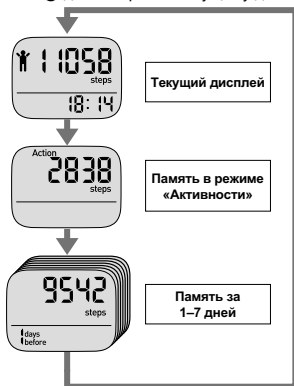 11058
steps
18:14
Текущий дисплей
Action
2838
steps
Память в режиме
«Активности»
9542
steps
1 days
before
Память за
1–7 дней